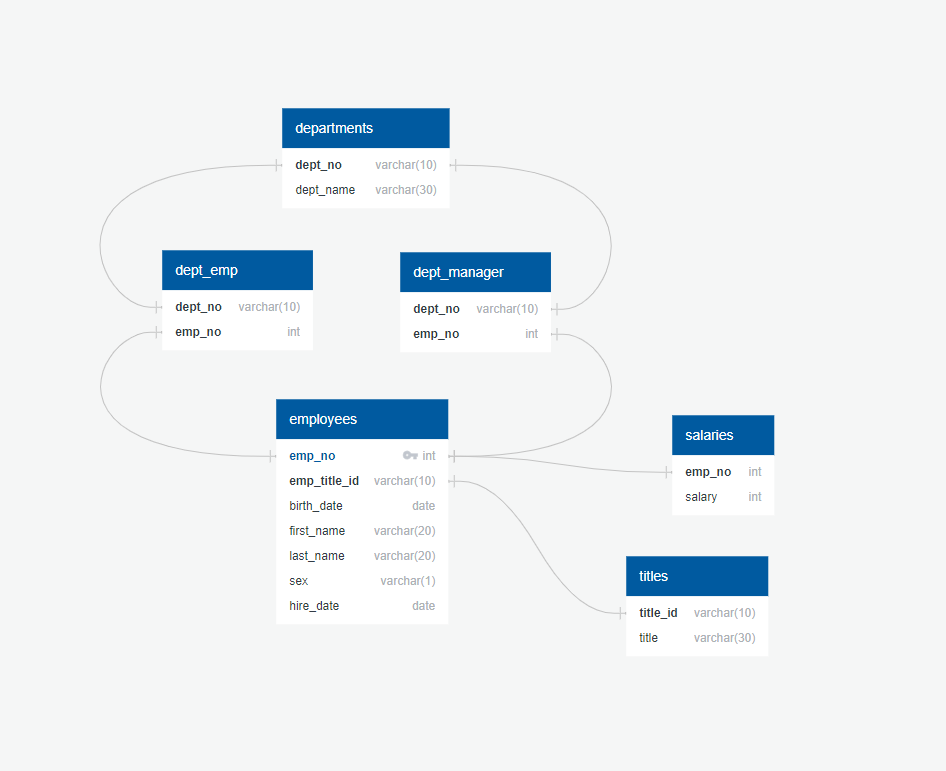 departments
dept_no varchar(10)
dept_name varchar(30)
dept_emp
dept_no varchar(10)
emp_no int
dept_manager
dept_no varchar(10)
emp_no int
employees
emp_no int
emp_title_id varchar(10)
birth_date date
first_name varchar(20)
last_name varchar(20)
sex varchar(1)
hire_date date
salaries
emp_no int
salary int
titles
title_id varchar(10)
title varchar(30)